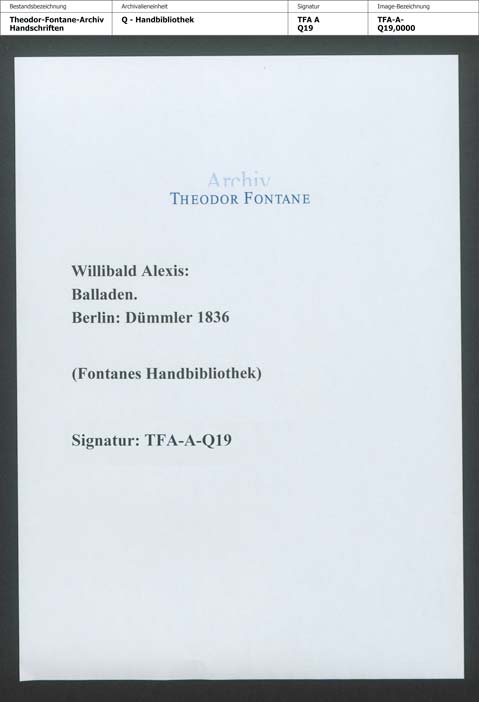 Bestandsbezeichnung Archivalieneinheit Signatur Image-Bezeichnung
Theodor-Fontane-Archiv Q - Handbibliothek TFA A TFA-A-
Handschriften Q19 Q19,0000
Archiv
THEODOR FONTANE
Willibald Alexis:
Balladen.
Berlin: Dümmler 1836
(Fontanes Handbibliothek)
Signatur: TFA-A-Q19